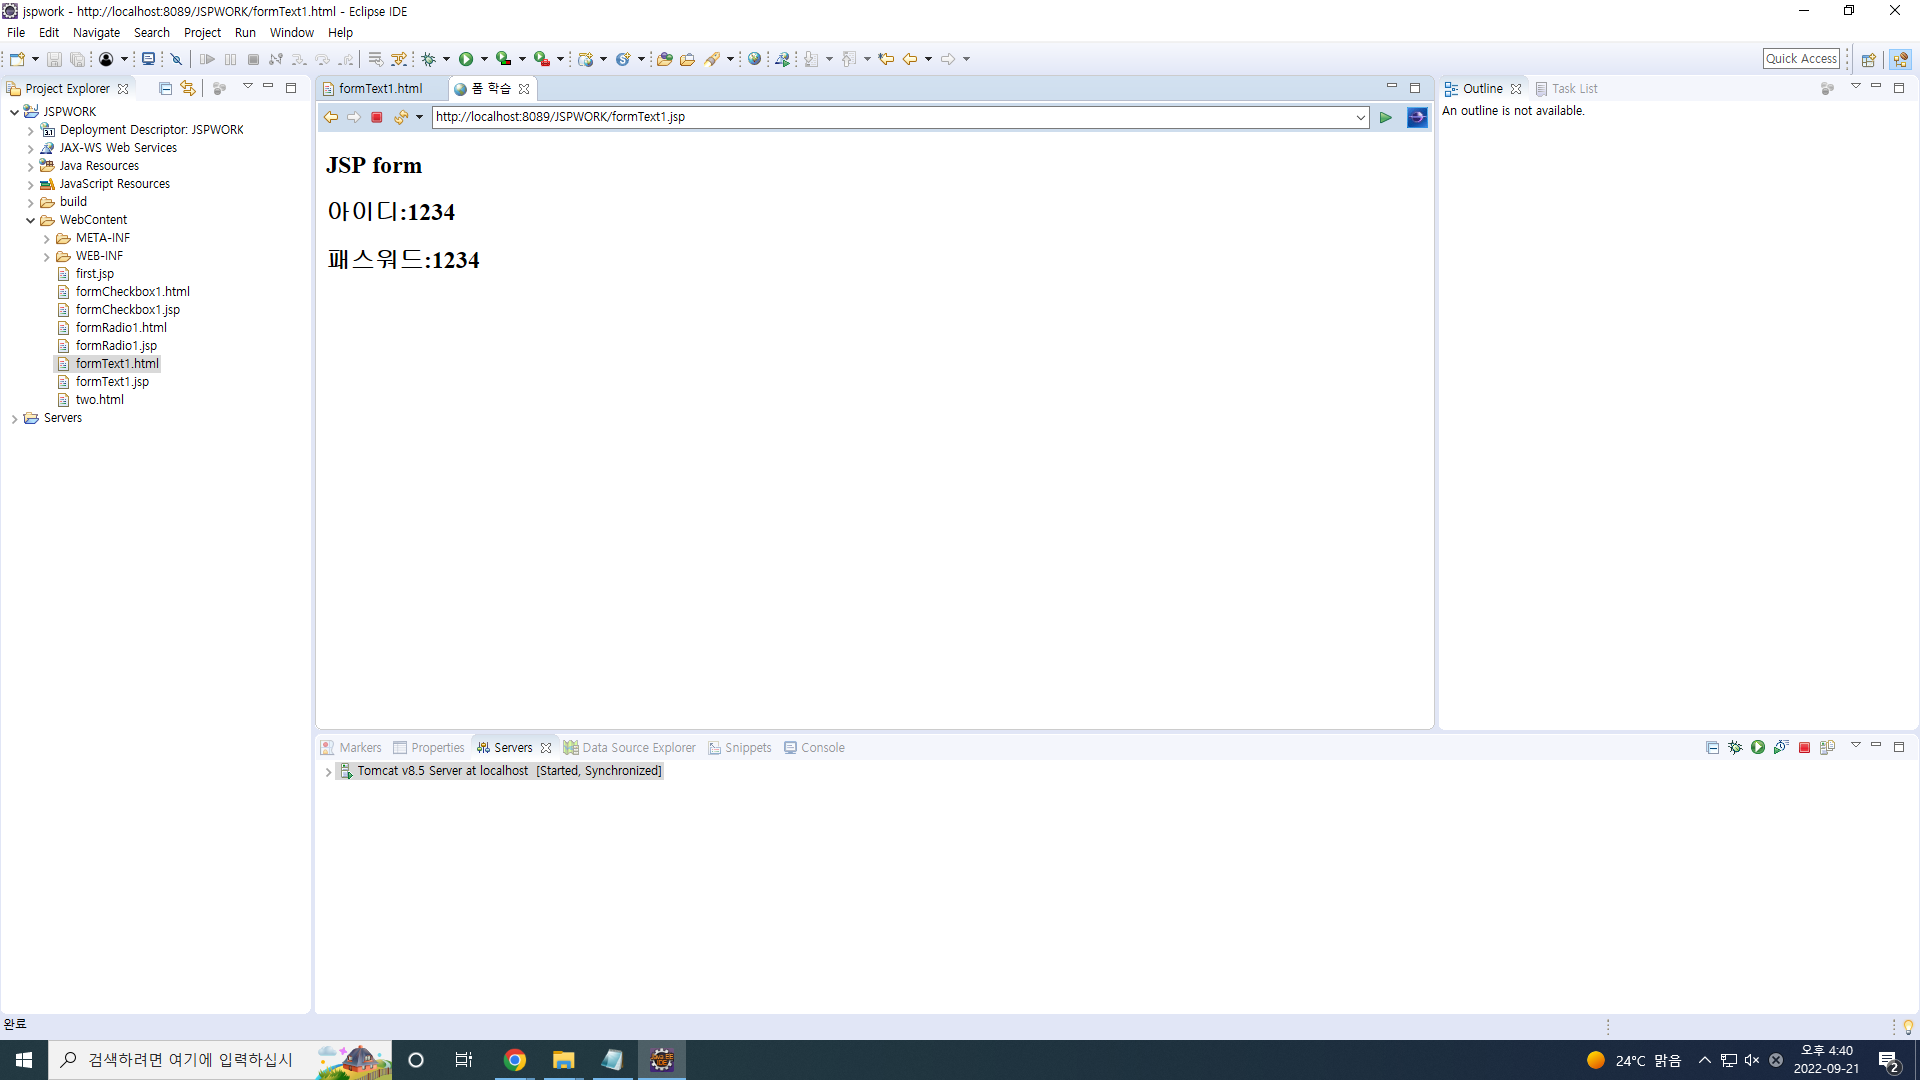 jspwork - http://localhost:8089/JSPWORK/formText1.html - Eclipse IDE
File Edit Navigate Search Project Run Window Help
Quick Access
Project Explorer
JSPWORK
Deployment Descriptor: JSPWORK
JAX-WS Web Services
Java Resources
JavaScript Resources
build
WebContent
META-INF
WEB-INF
first.jsp
formCheckbox1.html
formCheckbox1.jsp
formRadio1.html
formRadio1.jsp
formText1.html
formText1.jsp
two.html
Servers
formText1.html 폼 학습
http://localhost:8089/JSPWORK/formText1.jsp
JSP form
아이디:1234
패스워드:1234
Outline Task List
An outline is not available.
Markers Properties Servers Data Source Explorer Snippets Console
Tomcat v8.5 Server at localhost [Started, Synchronized]
완료
검색하려면 여기에 입력하십시
24°C 맑음
오후 4:40
2022-09-21
2